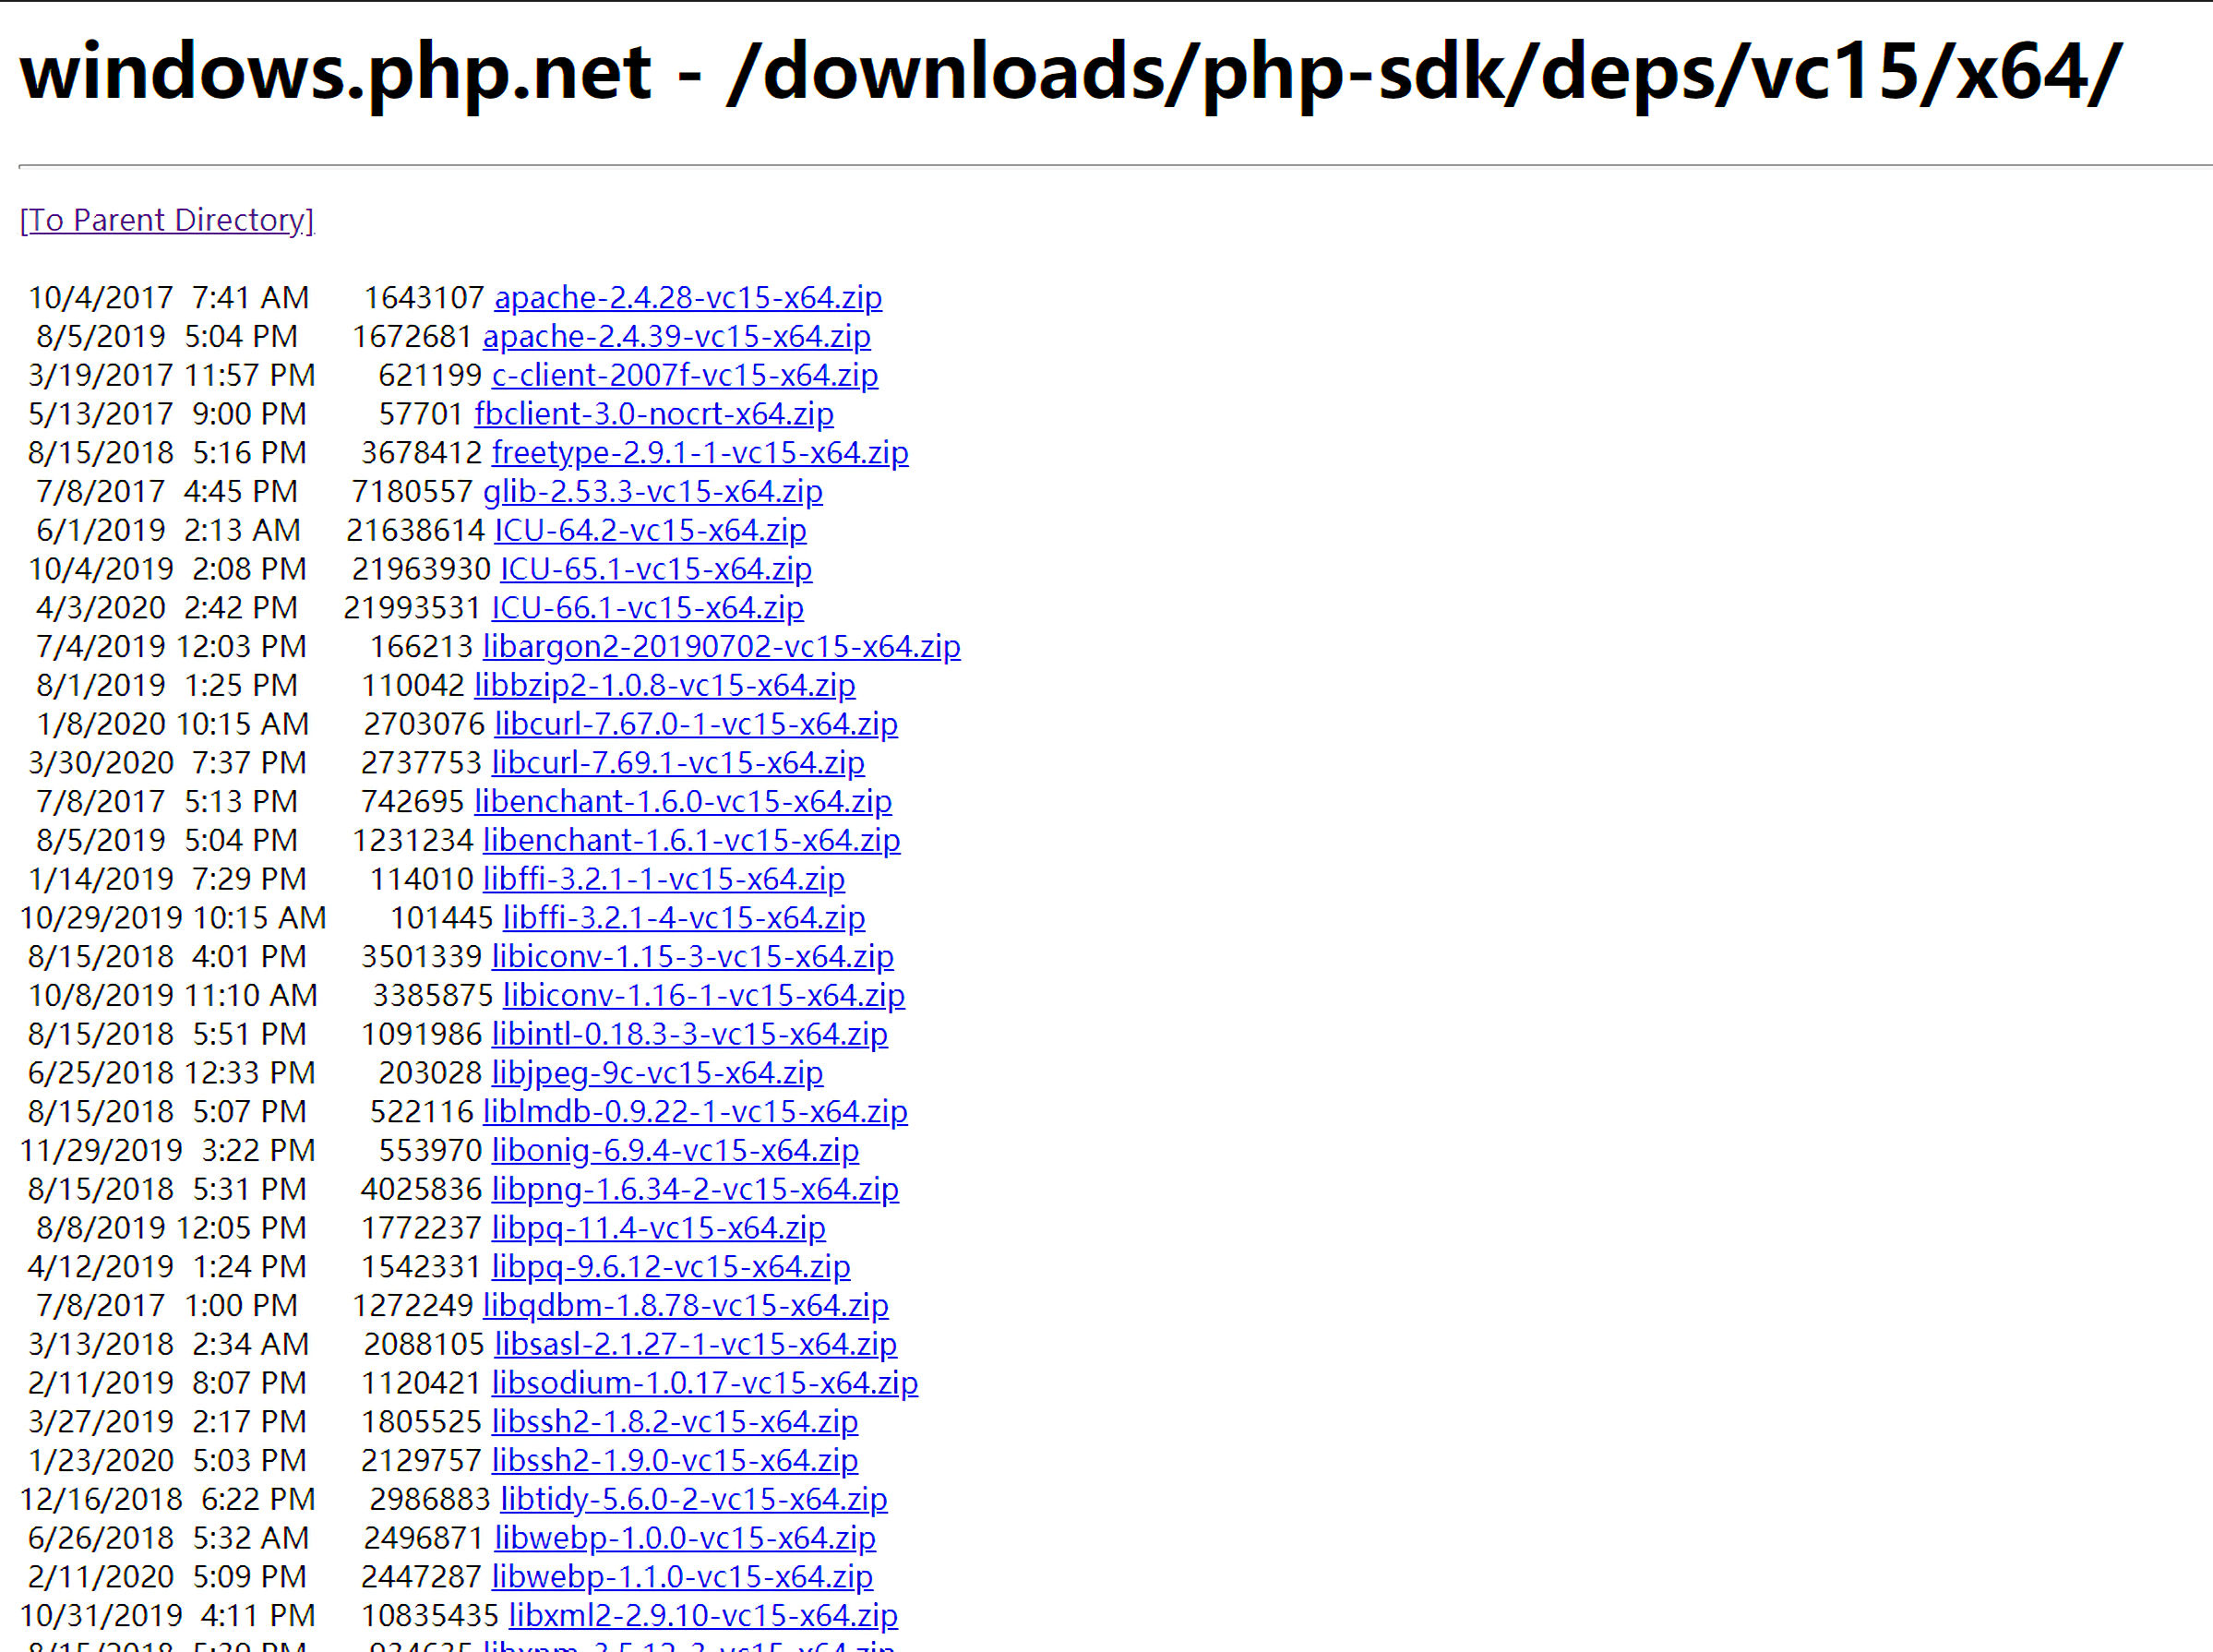 windows.php.net - /downloads/php-sdk/deps/vc15/x64/
[To Parent Directory]
10/4/2017 7:41 AM 1643107 apache-2.4.28-vc15-x64.zip
8/5/2019 5:04 PM 1672681 apache-2.4.39-vc15-x64.zip
3/19/2017 11:57 PM 621199 c-client-2007f-vc15-x64.zip
5/13/2017 9:00 PM 57701 fbclient-3.0-nocrt-x64.zip
8/15/2018 5:16 PM 3678412 freetype-2.9.1-1-vc15-x64.zip
7/8/2017 4:45 PM 7180557 glib-2.53.3-vc15-x64.zip
6/1/2019 2:13 AM 21638614 ICU-64.2-vc15-x64.zip
10/4/2019 2:08 PM 21963930 ICU-65.1-vc15-x64.zip
4/3/2020 2:42 PM 21993531 ICU-66.1-vc15-x64.zip
7/4/2019 12:03 PM 166213 libargon2-20190702-vc15-x64.zip
8/1/2019 1:25 PM 110042 libbzip2-1.0.8-vc15-x64.zip
1/8/2020 10:15 AM 2703076 libcurl-7.67.0-1-vc15-x64.zip
3/30/2020 7:37 PM 2737753 libcurl-7.69.1-vc15-x64.zip
7/8/2017 5:13 PM 742695 libenchant-1.6.0-vc15-x64.zip
8/5/2019 5:04 PM 1231234 libenchant-1.6.1-vc15-x64.zip
1/14/2019 7:29 PM 114010 libffi-3.2.1-1-vc15-x64.zip
10/29/2019 10:15 AM 101445 libffi-3.2.1-4-vc15-x64.zip
8/15/2018 4:01 PM 3501339 libiconv-1.15-3-vc15-x64.zip
10/8/2019 11:10 AM 3385875 libiconv-1.16-1-vc15-x64.zip
8/15/2018 5:51 PM 1091986 libintl-0.18.3-3-vc15-x64.zip
6/25/2018 12:33 PM 203028 libjpeg-9c-vc15-x64.zip
8/15/2018 5:07 PM 522116 liblmdb-0.9.22-1-vc15-x64.zip
11/29/2019 3:22 PM 553970 libonig-6.9.4-vc15-x64.zip
8/15/2018 5:31 PM 4025836 libpng-1.6.34-2-vc15-x64.zip
8/8/2019 12:05 PM 1772237 libpq-11.4-vc15-x64.zip
4/12/2019 1:24 PM 1542331 libpq-9.6.12-vc15-x64.zip
7/8/2017 1:00 PM 1272249 libqdbm-1.8.78-vc15-x64.zip
3/13/2018 2:34 AM 2088105 libsasl-2.1.27-1-vc15-x64.zip
2/11/2019 8:07 PM 1120421 libsodium-1.0.17-vc15-x64.zip
3/27/2019 2:17 PM 1805525 libssh2-1.8.2-vc15-x64.zip
1/23/2020 5:03 PM 2129757 libssh2-1.9.0-vc15-x64.zip
12/16/2018 6:22 PM 2986883 libtidy-5.6.0-2-vc15-x64.zip
6/26/2018 5:32 AM 2496871 libwebp-1.0.0-vc15-x64.zip
2/11/2020 5:09 PM 2447287 libwebp-1.1.0-vc15-x64.zip
10/31/2019 4:11 PM 10835435 libxml2-2.9.10-vc15-x64.zip